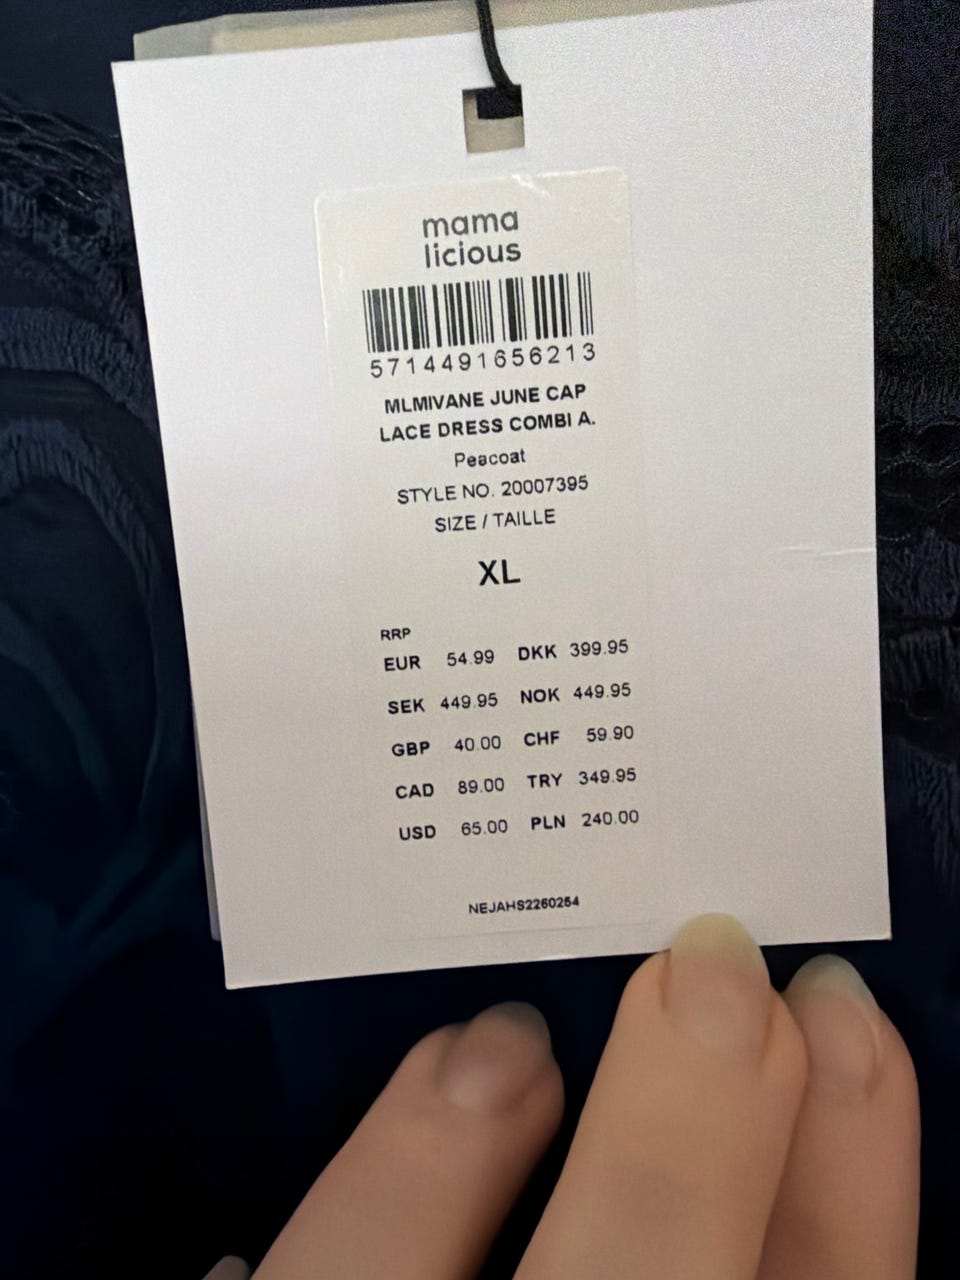 mama
licious
5714491656213
MLMIVANE JUNE CAP
LACE DRESS COMBI A.
Peacoat
STYLE NO. 20007395
SIZE / TAILLE
XL
RRP
EUR 54.99 DKK 399.95
SEK 449.95 NOK 449.95
GBP 40.00 CHF 59.90
CAD 89.00 TRY 349.95
USD 65.00 PLN 240.00
NEJAHS2260254